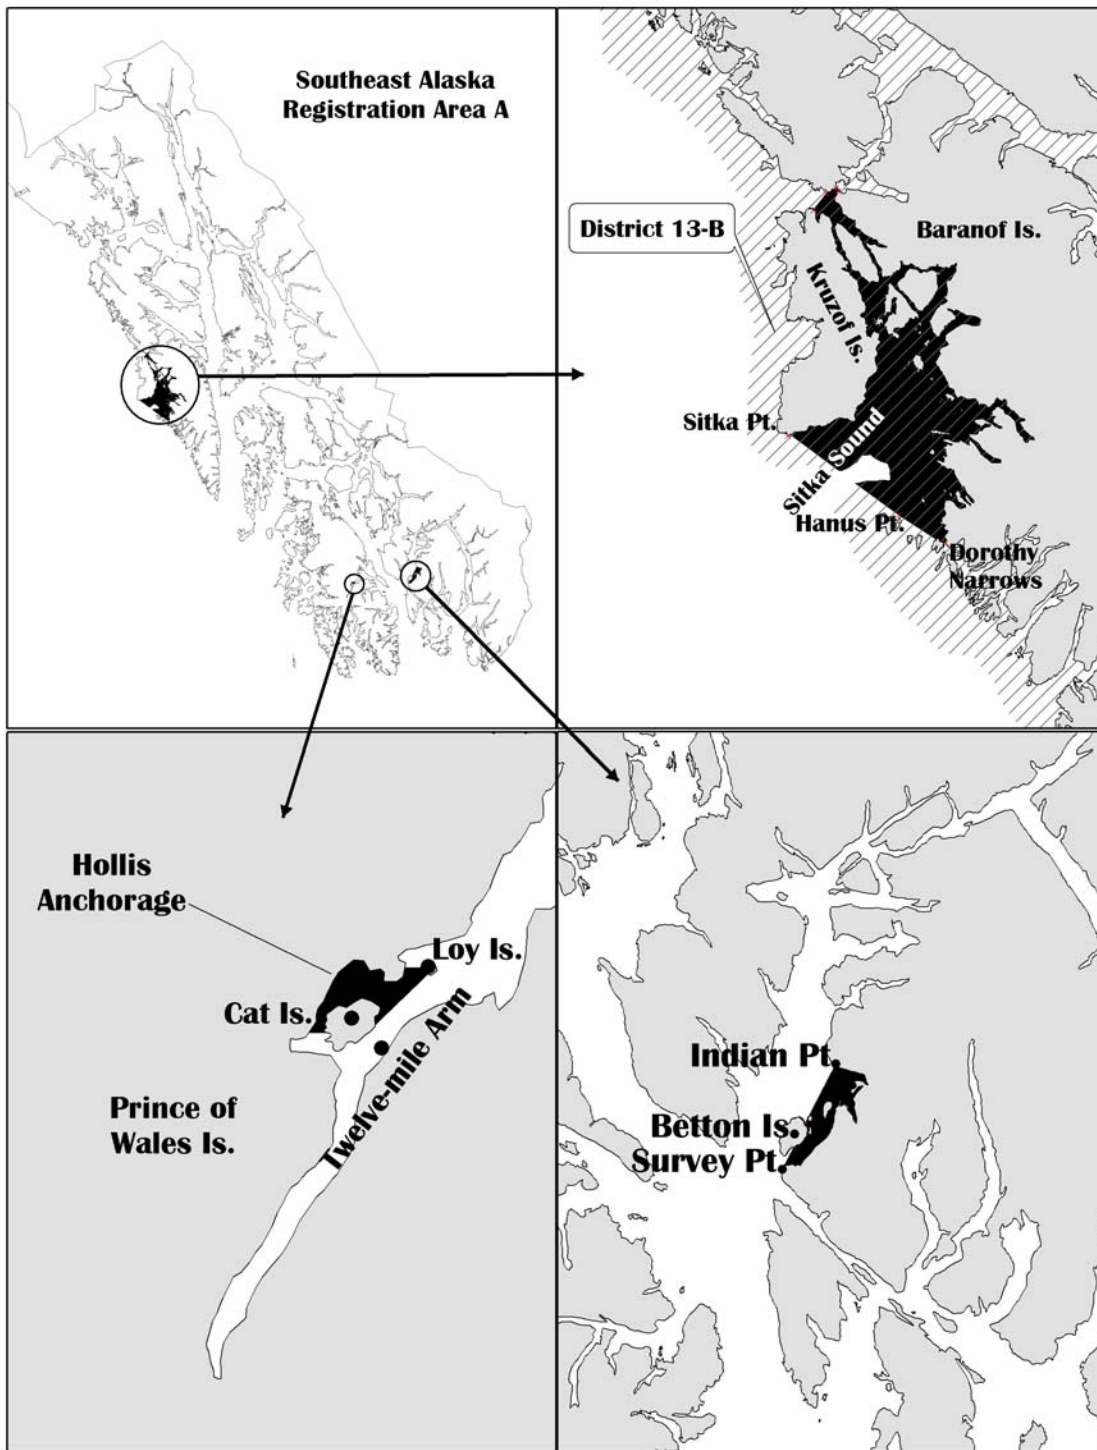 Southeast Alaska
Registration Area A
District 13-B
Baranof Is.
Kruzof Is.
Sitka Pt.
Sitka Sound
Hanus Pt.
Dorothy
Narrows
Hollis
Anchorage
Loy Is.
Cat Is.
Twelve-mile Arm
Prince of
Wales Is.
Indian Pt.
Betton Is.
Survey Pt.